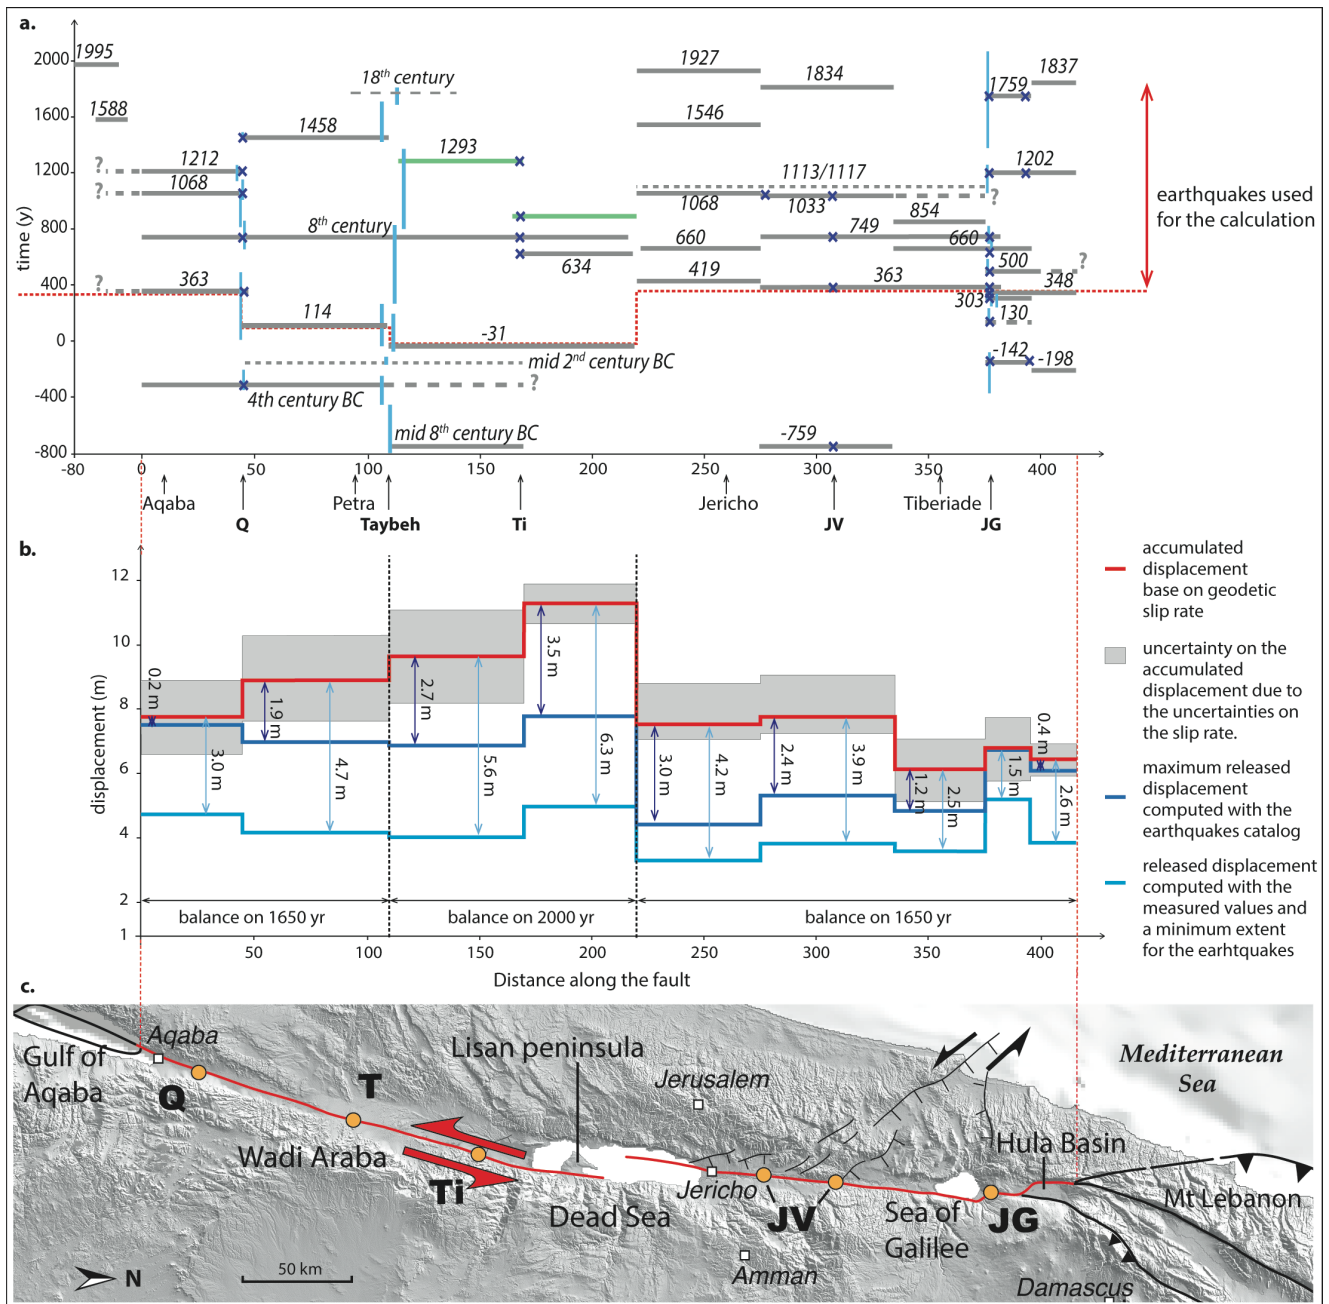 a.
2000
1600
1200
800
400
0
-400
-800
time (y)
1995
1588
18th century
1458
1293
?
1212
?
1068
8th century
634
?
363
114
-31
mid 2nd century BC
4th century BC
?
mid 8th century BC
1927
1834
1546
1113/1117
1068
1033
?
749
854
660
660
419
363
-759
1759
1837
1202
500
?
348
303
130
-142
-198
earthquakes used
for the calculation
-80
0
50
100
150
200
250
300
350
400
Aqaba
Petra
Jericho
Tiberiade
Q
Taybeh
Ti
JV
JG
b.
displacement (m)
12
10
8
6
4
2
1
0.2 m
3.0 m
1.9 m
4.7 m
2.7 m
5.6 m
3.5 m
6.3 m
3.0 m
4.2 m
2.4 m
3.9 m
1.2 m
2.5 m
1.5 m
0.4 m
2.6 m
balance on 1650 yr
balance on 2000 yr
balance on 1650 yr
50
100
150
200
250
300
350
400
Distance along the fault
accumulated
displacement
base on geodetic
slip rate
uncertainty on the
accumulated
displacement due to
the uncertainties on
the slip rate.
maximum released
displacement
computed with the
earthquakes catalog
released displacement
computed with the
measured values and
a minimum extent
for the earhtquakes
c.
Gulf of
Aqaba
Aqaba
Q
T
Wadi Araba
Ti
Lisan peninsula
Dead Sea
Jerusalem
Jericho
JV
Amman
Sea of
Galilee
JG
Hula Basin
Mediterranean
Sea
Mt Lebanon
Damascus
N
50 km